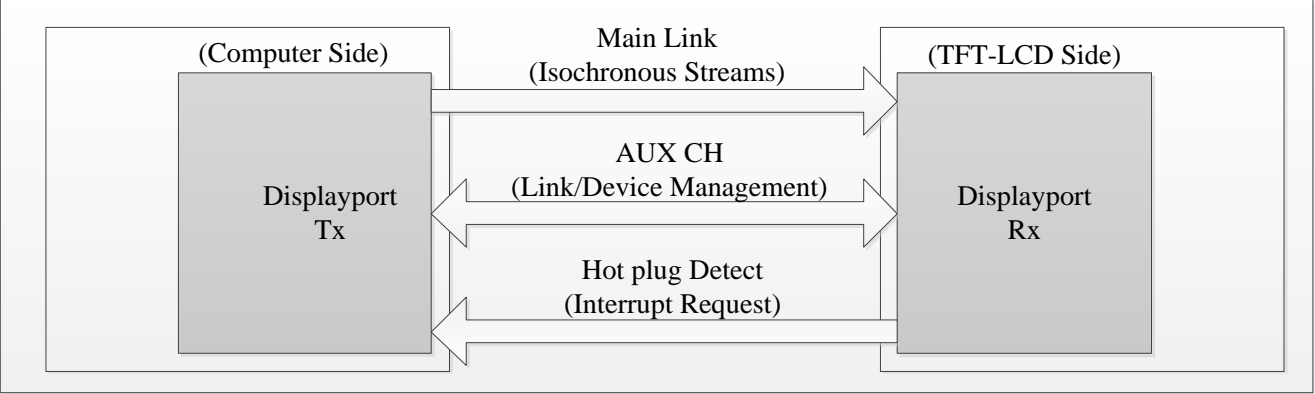 (Computer Side)
Displayport
Tx
Main Link
(Isochronous Streams)
AUX CH
(Link/Device Management)
Hot plug Detect
(Interrupt Request)
(TFT-LCD Side)
Displayport
Rx